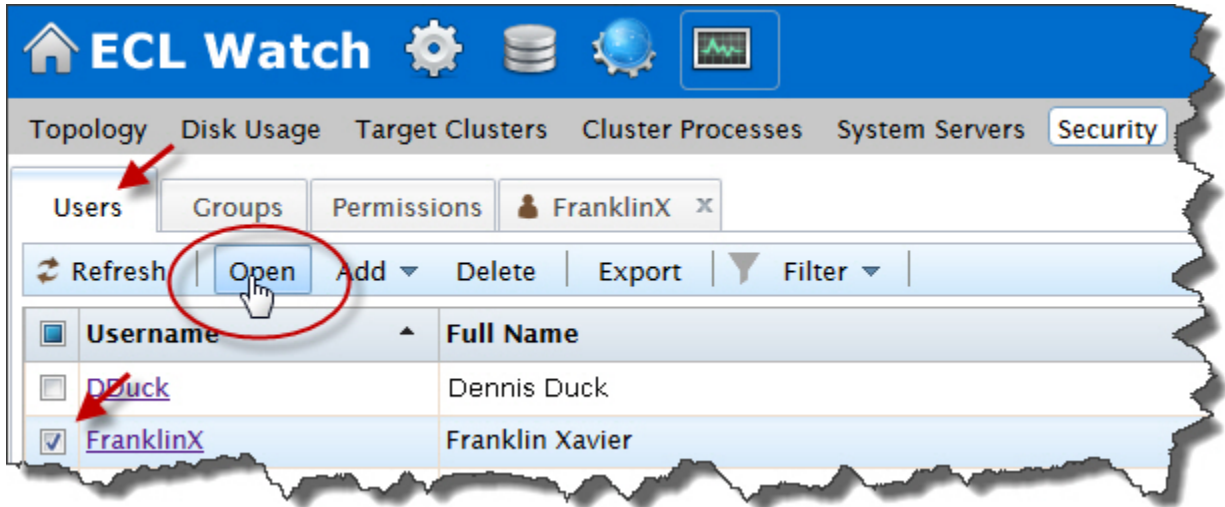 ECL Watch
Topology Disk Usage Target Clusters Cluster Processes System Servers Security
Users Groups Permissions FranklinX x
Refresh Open Add Delete Export Filter
Username Full Name
DDuck Dennis Duck
FranklinX Franklin Xavier